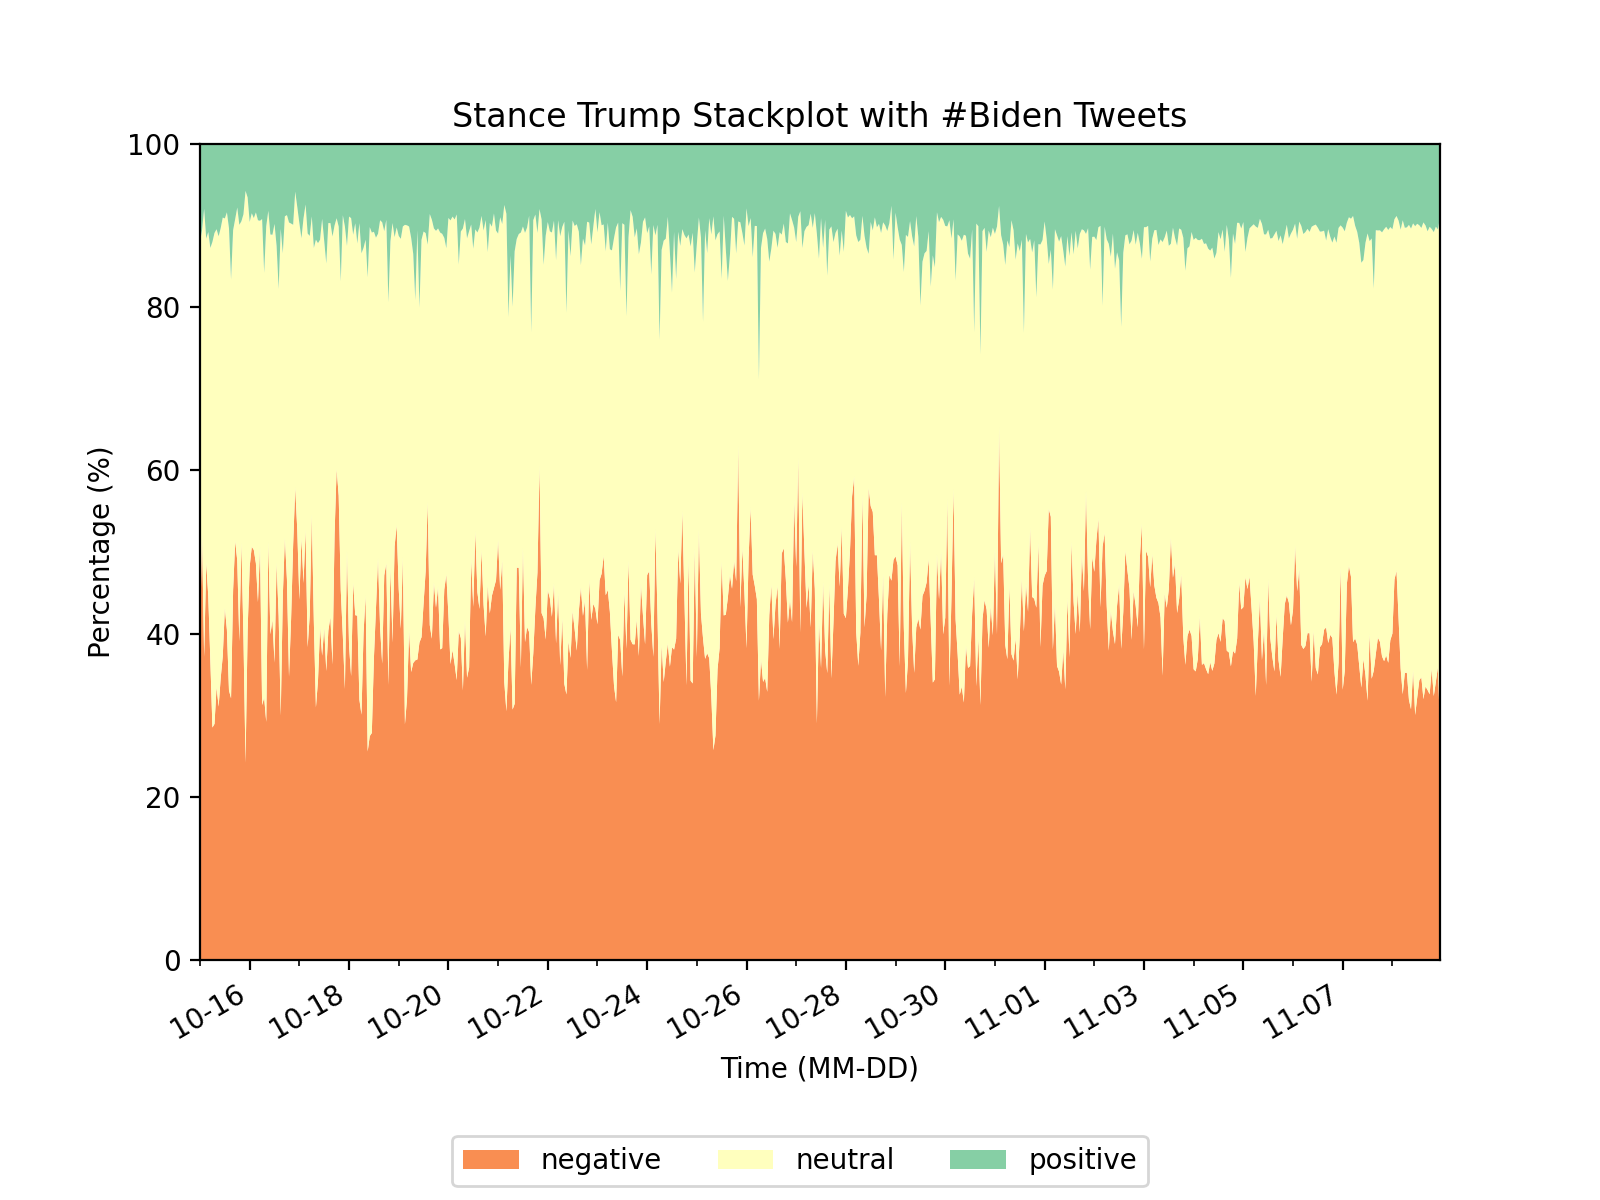 Stance Trump Stackplot with #Biden Tweets
100
80
60
40
20
0
Percentage (%)
10-16 10-18 10-20 10-22 10-24 10-26 10-28 10-30 11-01 11-03 11-05 11-07
Time (MM-DD)
negative neutral positive